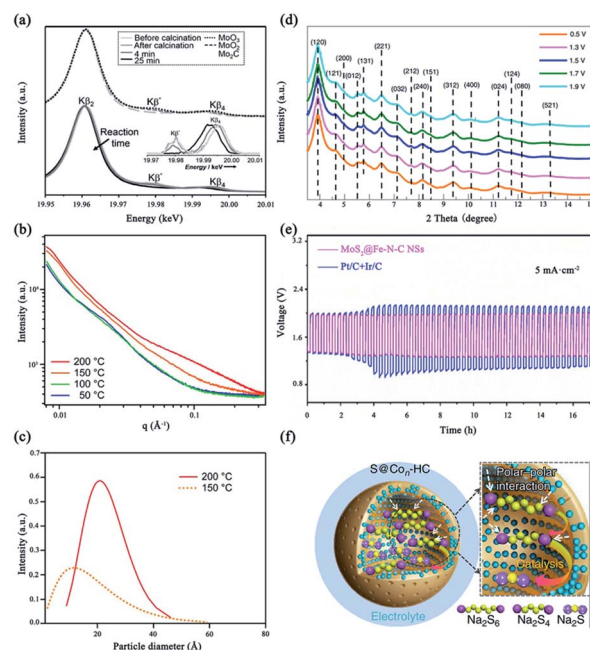 (a)
Before calcination
After calcination
4 min
25 min
MoO3
MoO2
Mo2C
Kβ''
Kβ4
Kβ2
Reaction
time
Kβ''
Kβ4
19.97 19.98 19.99 20.00 20.01
Energy / keV
Kβ''
Kβ4
Intensity (a.u.)
19.95 19.96 19.97 19.98 19.99 20.00 20.01
Energy (keV)
(b)
Intensity (a.u.)
200 °C
150 °C
100 °C
50 °C
0.01 0.1
q (Å-1)
(c)
200 °C
150 °C
Intensity (a.u.)
0.7
0.6
0.5
0.4
0.3
0.2
0.1
0.0
20 40 60 80
Particle diameter (Å)
(d)
0.5 V
1.3 V
1.5 V
1.7 V
1.9 V
(120)
(121)
(200)
(012)
(131)
(221)
(032)
(212)
(240)
(151)
(312)
(400)
(024)
(124)
(080)
(521)
Intensity (a.u.)
4 5 6 7 8 9 10 11 12 13 14
2 Theta (degree)
(e)
MoS2@Fe-N-C NSs
Pt/C+Ir/C
5 mA·cm-2
Voltage (V)
3.0
2.4
1.8
1.2
0 2 4 6 8 10 12 14 16
Time (h)
(f)
S@Con-HC
Electrolyte
Polar–polar
interaction
Catalysis
Na2S6 Na2S4 Na2S